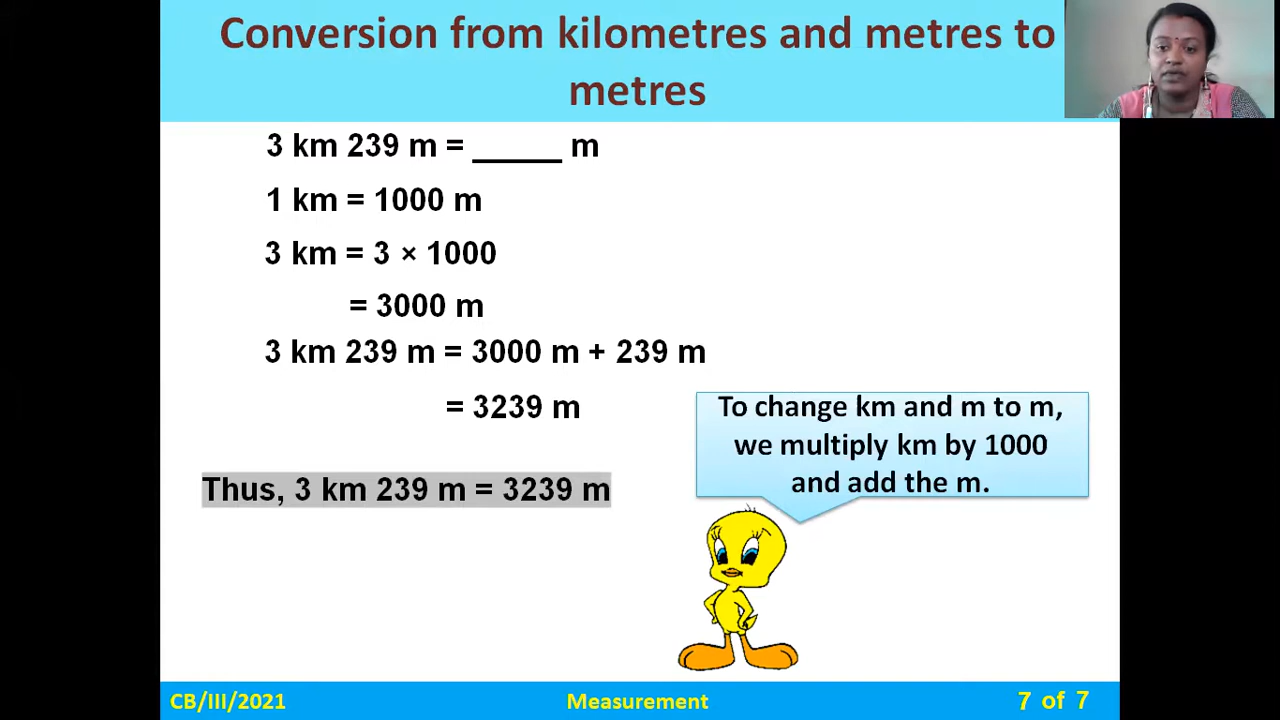 Conversion from kilometres and metres to
metres
3 km 239 m = _____ m
1 km = 1000 m
3 km = 3 × 1000
= 3000 m
3 km 239 m = 3000 m + 239 m
= 3239 m
To change km and m to m,
we multiply km by 1000
and add the m.
Thus, 3 km 239 m = 3239 m
CB/III/2021
Measurement
7 of 7